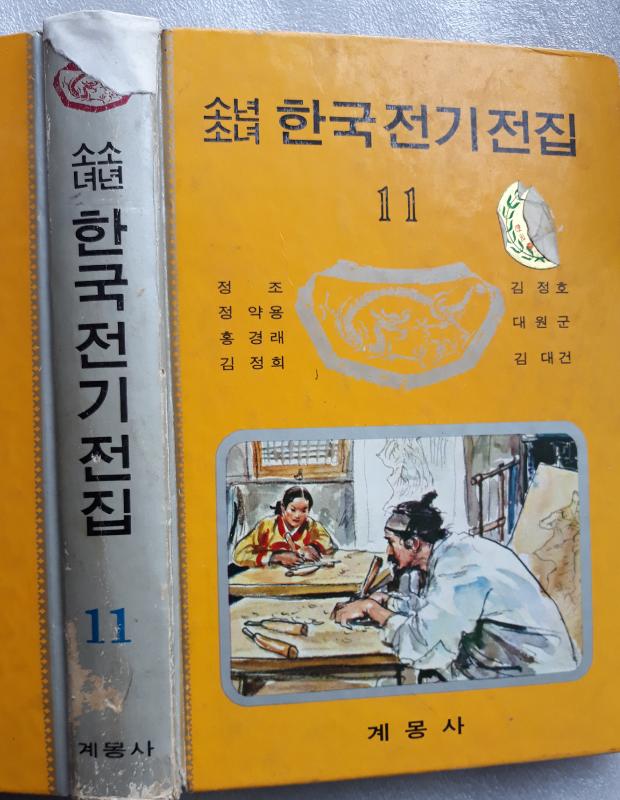 소년
소녀
한국전기전집
11
계몽사
소년
소녀 한국전기전집
11
정 조
정 약용
홍 경래
김 정희
김 정호
대 원 군
김 대건
계 몽 사